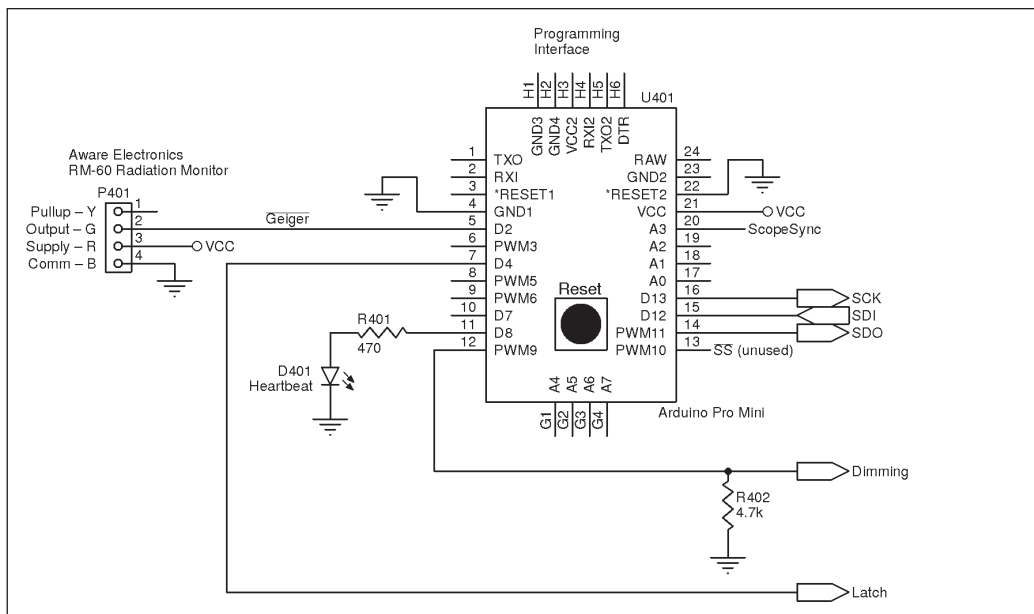 Programming
Interface
H1
H2
H3
H4
H5
H6
U401
GND3
GND4
VCC2
RXI2
TXO2
DTR
Aware Electronics
RM-60 Radiation Monitor
P401
Pullup – Y 1
Output – G 2
Supply – R 3
Comm – B 4
VCC
Geiger
1 TXO
2 RXI
3 *RESET1
4 GND1
5 D2
6 PWM3
7 D4
8 PWM5
9 PWM6
10 D7
11 D8
12 PWM9
RAW 24
GND2 23
*RESET2 22
VCC 21
A3 20
A2 19
A1 18
A0 17
D13 16
D12 15
PWM11 14
PWM10 13
VCC
ScopeSync
SCK
SDI
SDO
SS (unused)
Reset
R401
470
D401
Heartbeat
A4
A5
A6
A7
G1
G2
G3
G4
Arduino Pro Mini
Dimming
R402
4.7k
Latch